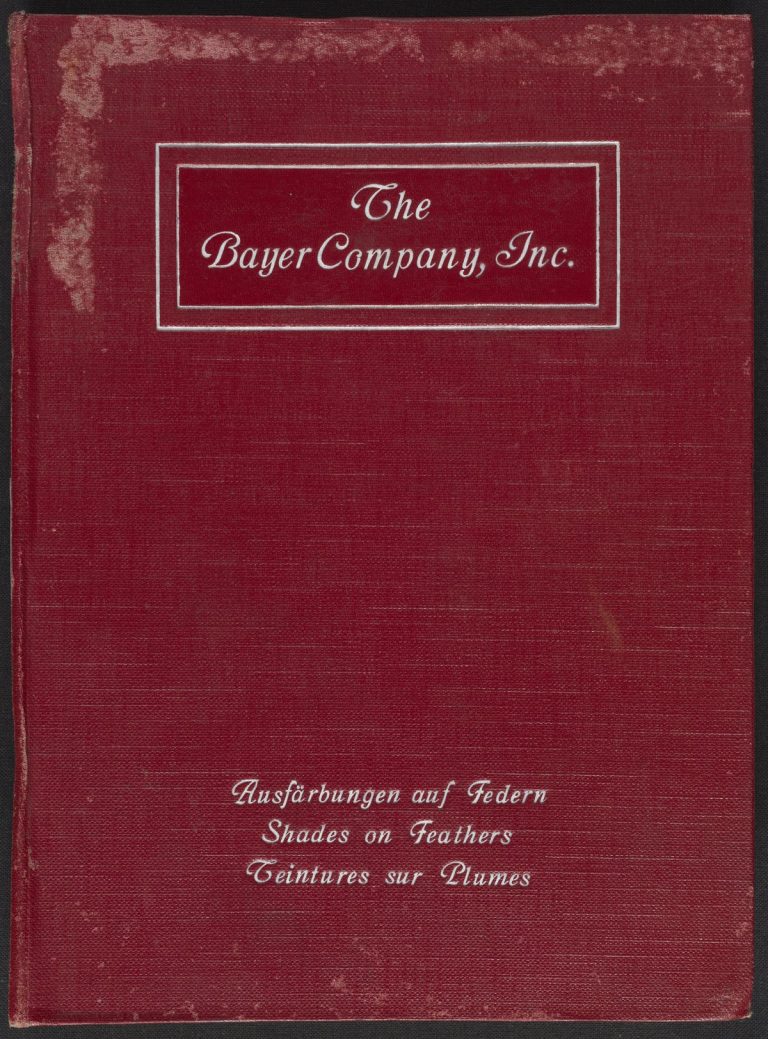 The
Bayer Company, Inc.
Ausfärbungen auf Federn
Shades on Feathers
Teintures sur Plumes